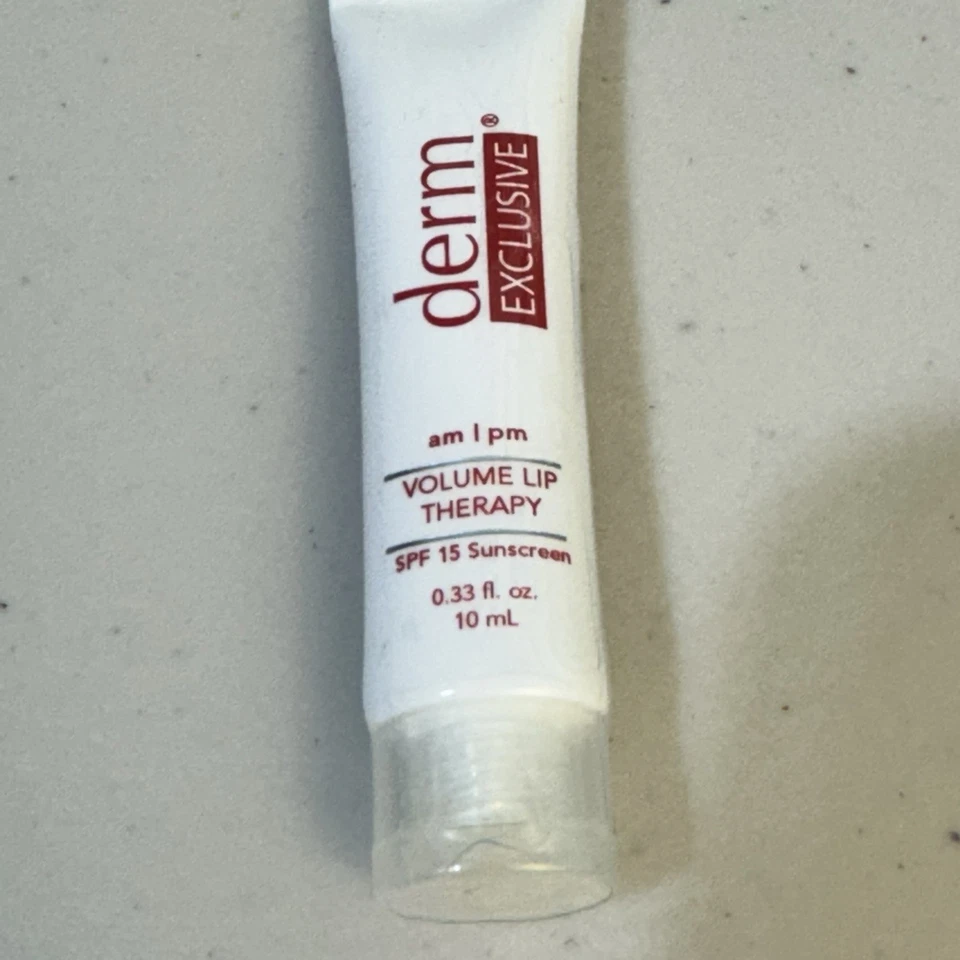 derm®
EXCLUSIVE
am | pm
VOLUME LIP
THERAPY
SPF 15 Sunscreen
0.33 fl. oz.
10 mL